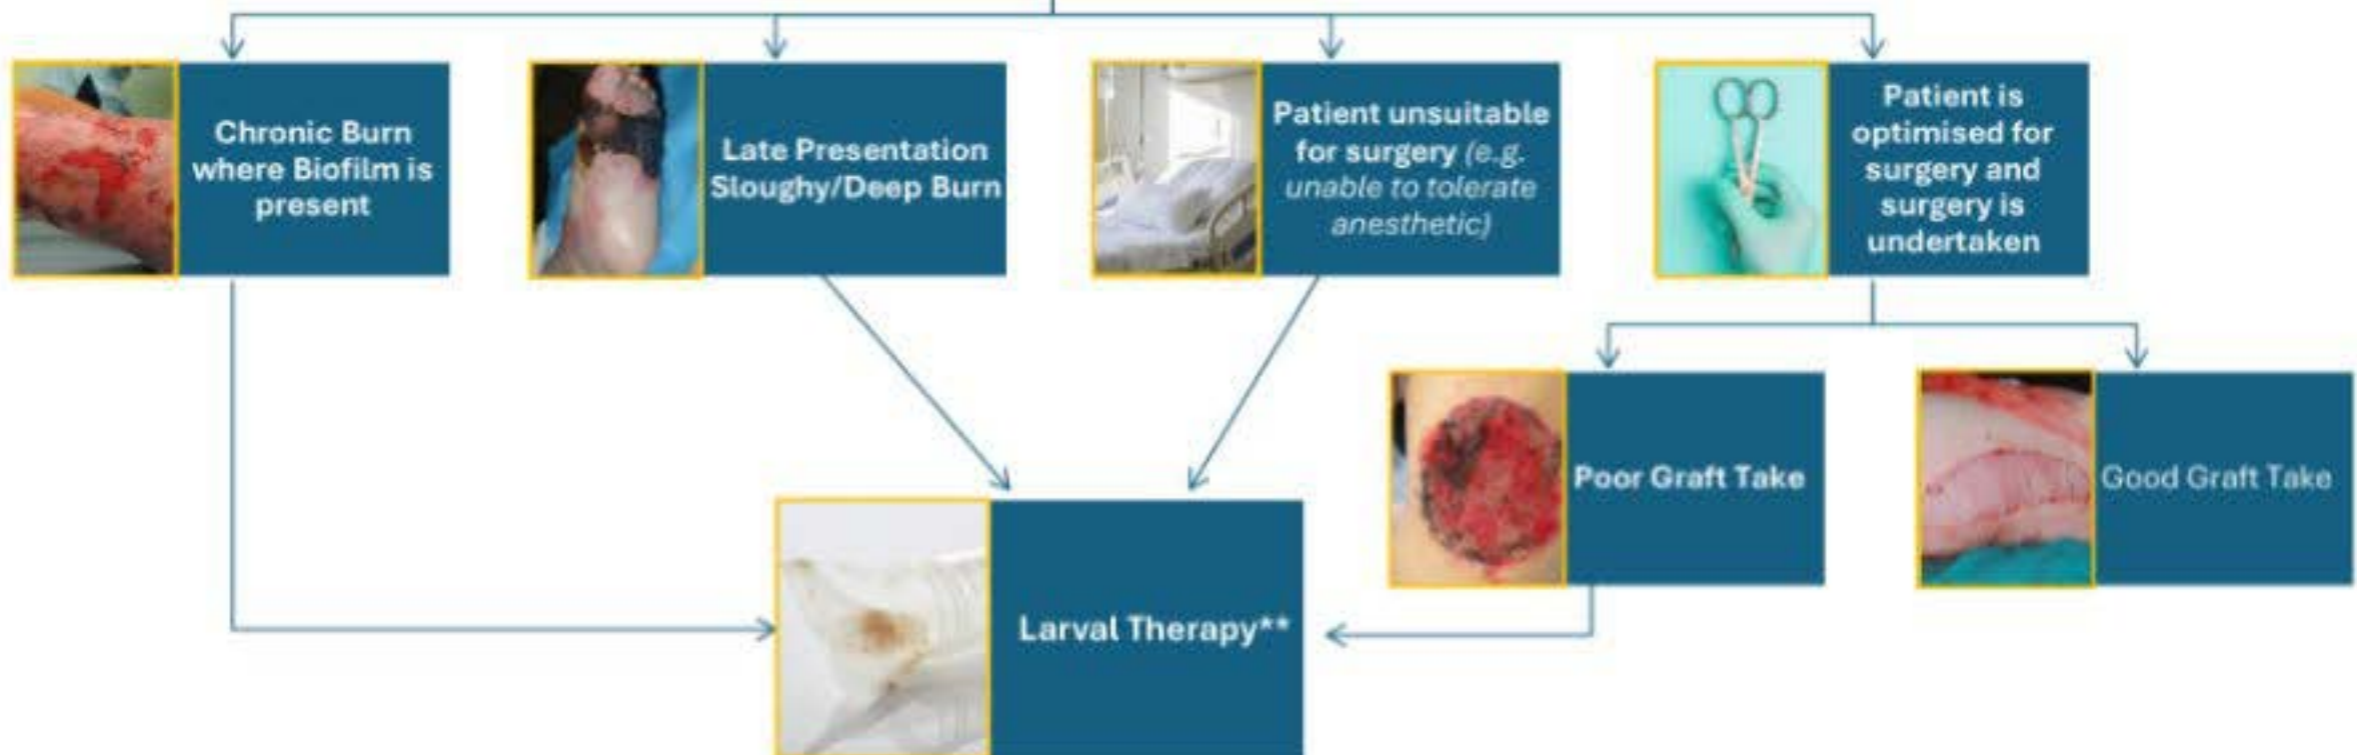 Chronic Burn
where Biofilm is
present
Late Presentation
Sloughy/Deep Burn
Patient unsuitable
for surgery (e.g.
unable to tolerate
anesthetic)
Patient is
optimised for
surgery and
surgery is
undertaken
Poor Graft Take
Good Graft Take
Larval Therapy**